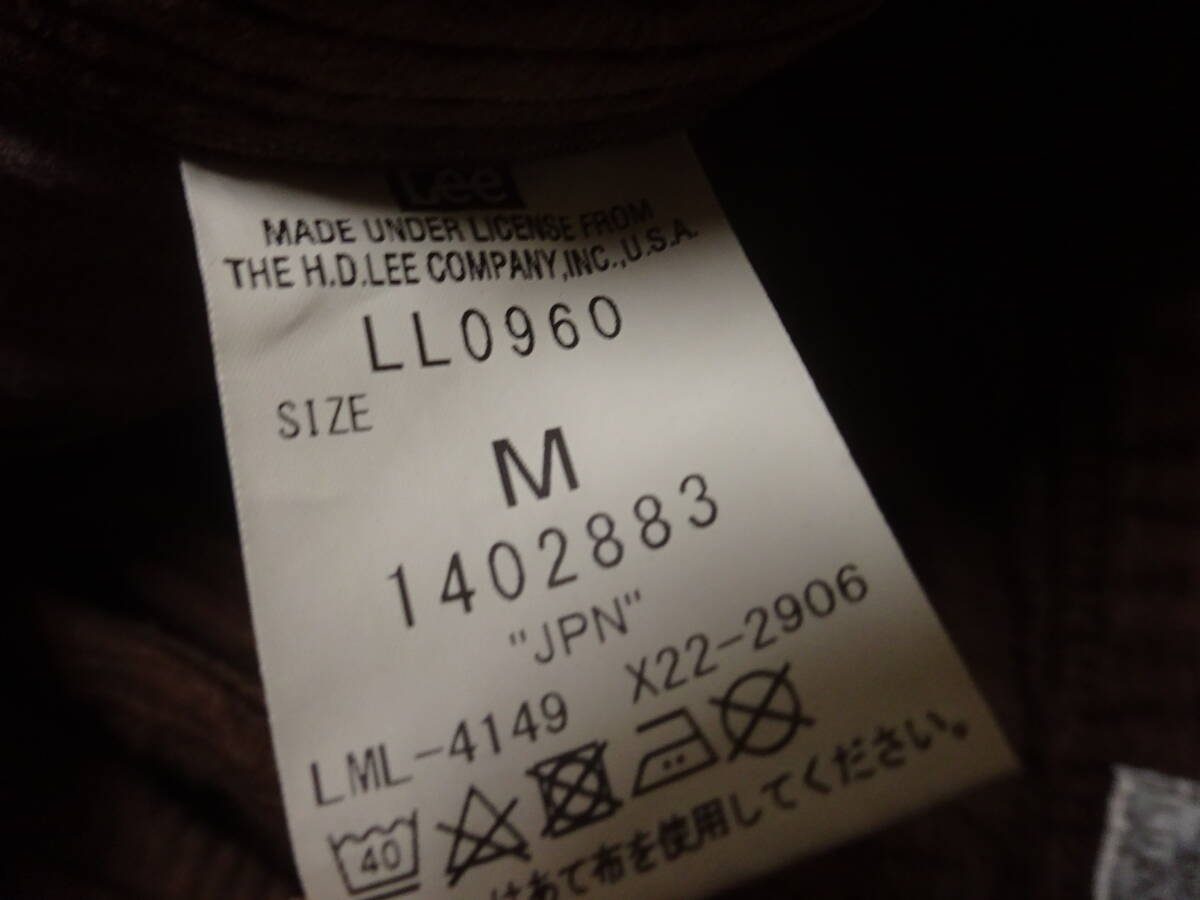 Lee
MADE UNDER LICENSE FROM
THE H.D.LEE COMPANY,INC.,U.S.A.
LL0960
SIZE
M
1402883
"JPN"
LML-4149 X22-2906
40
はあて布を使用してください。